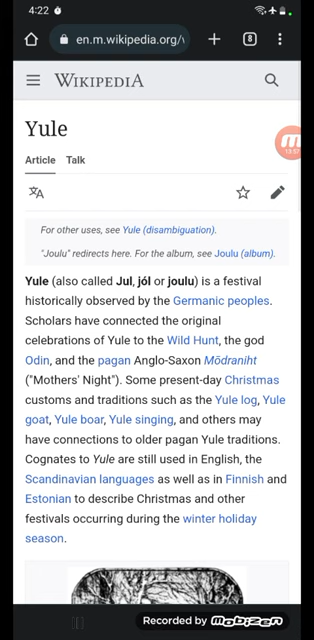 4:22
en.m.wikipedia.org/
8
WIKIPEDIA
Yule
13:57
Article Talk
For other uses, see Yule (disambiguation).
"Joulu" redirects here. For the album, see Joulu (album).
Yule (also called Jul, jól or joulu) is a festival
historically observed by the Germanic peoples.
Scholars have connected the original
celebrations of Yule to the Wild Hunt, the god
Odin, and the pagan Anglo-Saxon Mōdraniht
("Mothers' Night"). Some present-day Christmas
customs and traditions such as the Yule log, Yule
goat, Yule boar, Yule singing, and others may
have connections to older pagan Yule traditions.
Cognates to Yule are still used in English, the
Scandinavian languages as well as in Finnish and
Estonian to describe Christmas and other
festivals occurring during the winter holiday
season.
Recorded by Mobizen